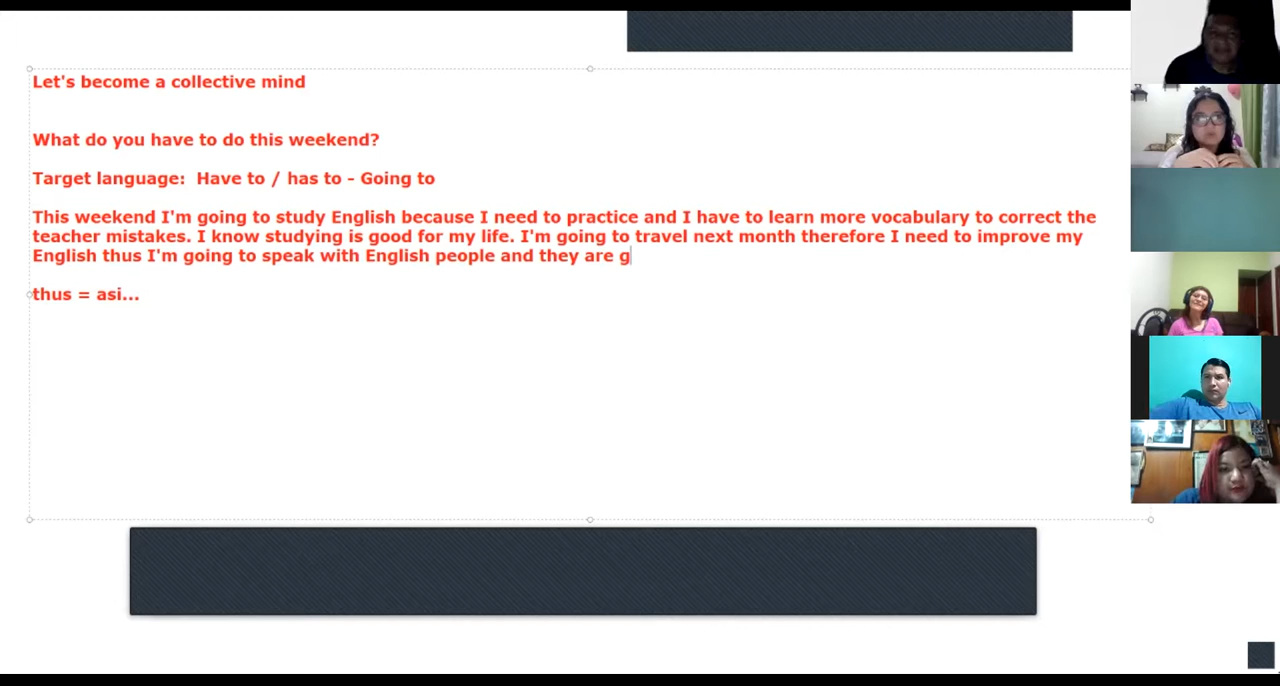 Let's become a collective mind
What do you have to do this weekend?
Target language:  Have to / has to - Going to
This weekend I'm going to study English because I need to practice and I have to learn more vocabulary to correct the
teacher mistakes. I know studying is good for my life. I'm going to travel next month therefore I need to improve my
English thus I'm going to speak with English people and they are g
thus = asi...